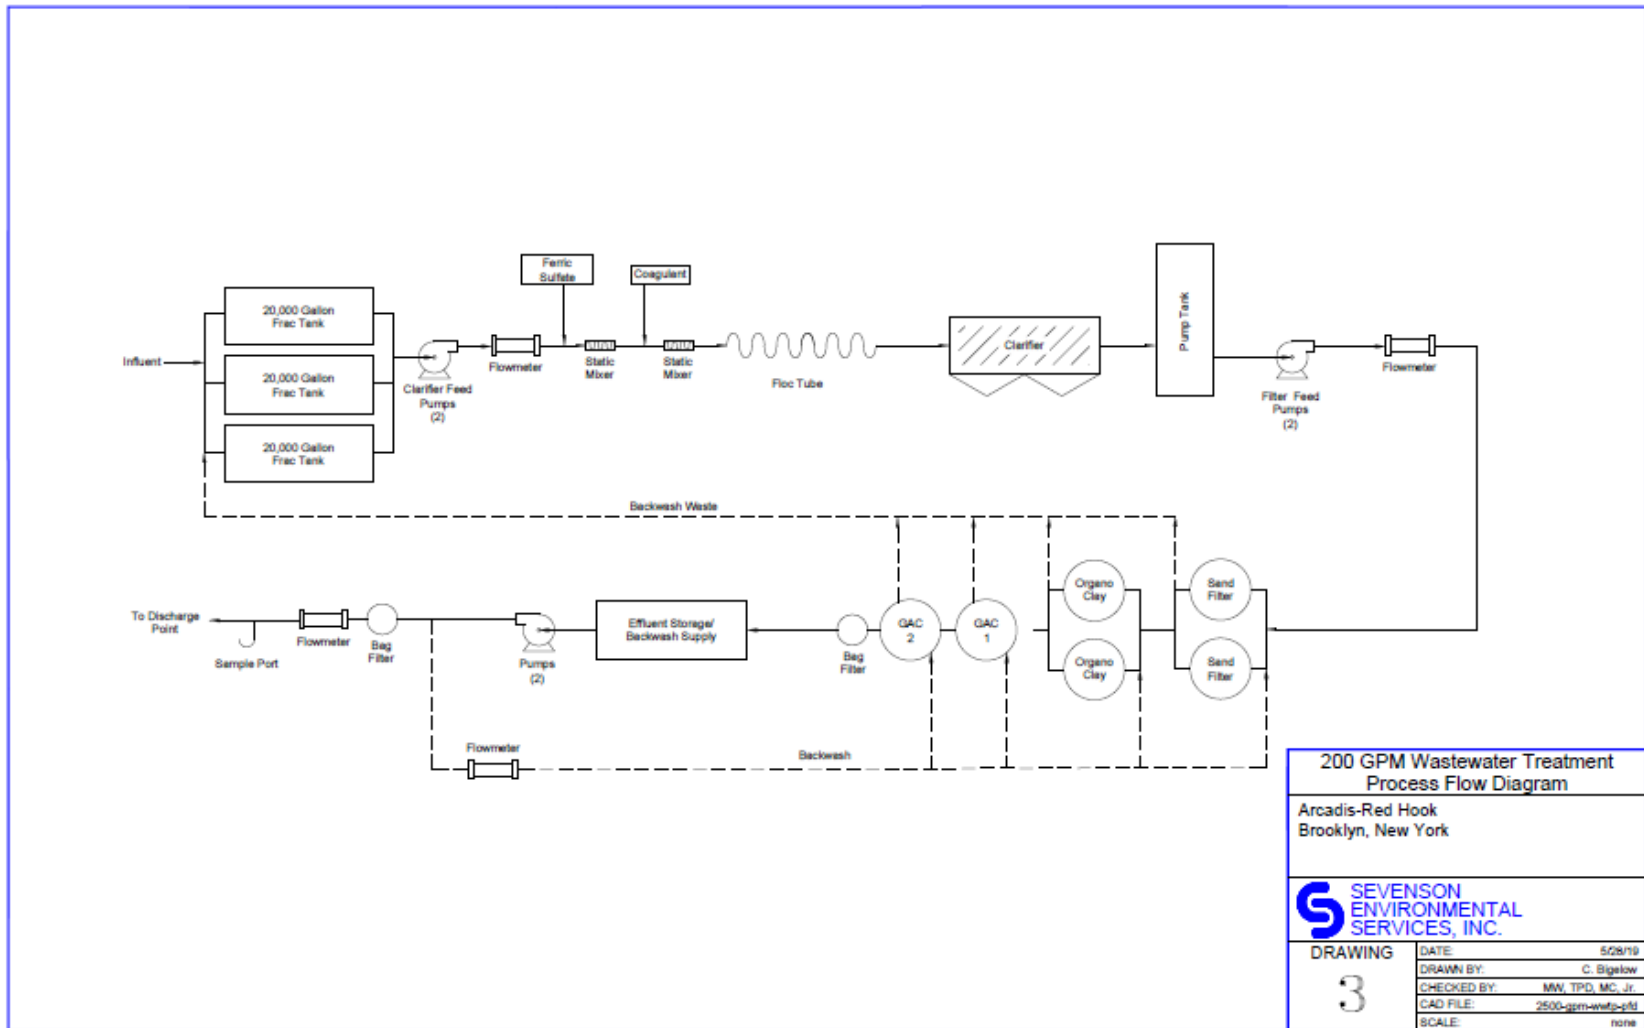 Ferric
Sulfate
Coagulant
20,000 Gallon
Frac Tank
Influent
20,000 Gallon
Frac Tank
20,000 Gallon
Frac Tank
Clarifier Feed
Pumps
(2)
Flowmeter
Static
Mixer
Static
Mixer
Floc Tube
Clarifier
Pump Tank
Filter Feed
Pumps
(2)
Flowmeter
Backwash Waste
To Discharge
Point
Sample Port
Flowmeter
Bag
Filter
Pumps
(2)
Effluent Storage/
Backwash Supply
Bag
Filter
GAC
2
GAC
1
Organo
Clay
Organo
Clay
Sand
Filter
Sand
Filter
Flowmeter
Backwash
200 GPM Wastewater Treatment
Process Flow Diagram
Arcadis-Red Hook
Brooklyn, New York
SEVENSON
ENVIRONMENTAL
SERVICES, INC.
DRAWING
3
DATE: 5/28/19
DRAWN BY: C. Bigelow
CHECKED BY: MW, TPD, MC, Jr.
CAD FILE: 2500-gpm-wwtp-pfd
SCALE: none